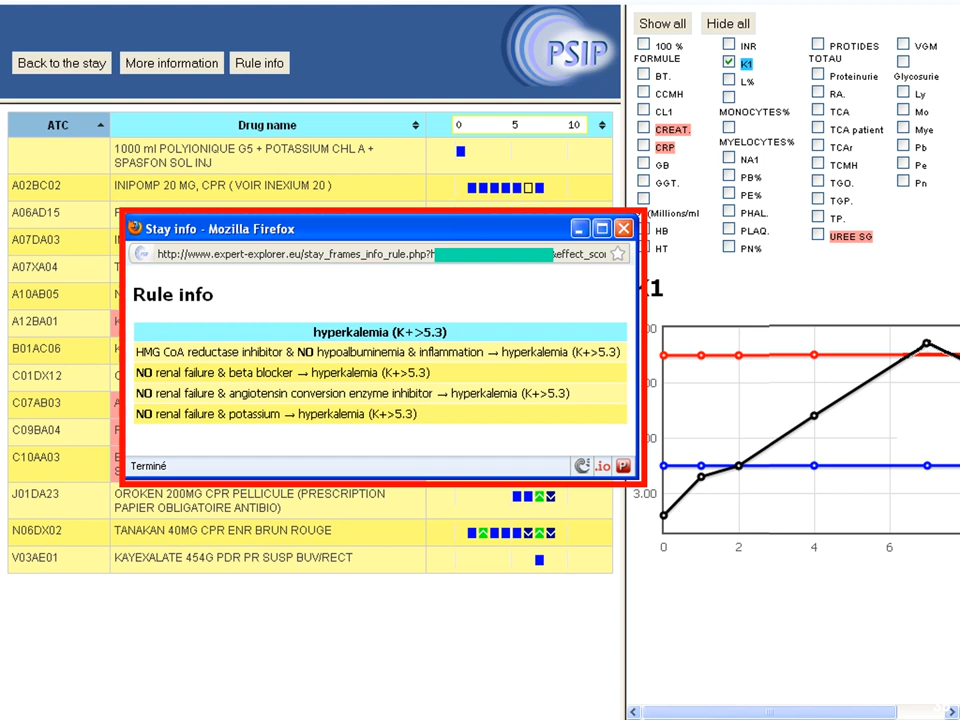 Back to the stay
More information
Rule info
PSIP
ATC
Drug name
0 5 10
1000 ml POLYIONIQUE G5 + POTASSIUM CHL A +
SPASFON SOL INJ
A02BC02 INIPOMP 20 MG, CPR ( VOIR INEXIUM 20 )
A06AD15
A07DA03
A07XA04
A10AB05
A12BA01
B01AC06
C01DX12
C07AB03
C09BA04
C10AA03
J01DA23 OROKEN 200MG CPR PELLICULE (PRESCRIPTION
PAPIER OBLIGATOIRE ANTIBIO)
N06DX02 TANAKAN 40MG CPR ENR BRUN ROUGE
V03AE01 KAYEXALATE 454G PDR PR SUSP BUV/RECT
Stay info - Mozilla Firefox
http://www.expert-explorer.eu/stay_frames_info_rule.php?
&effect_sco
Rule info
hyperkalemia (K+>5.3)
HMG CoA reductase inhibitor & NO hypoalbuminemia & inflammation → hyperkalemia (K+>5.3)
NO renal failure & beta blocker → hyperkalemia (K+>5.3)
NO renal failure & angiotensin conversion enzyme inhibitor → hyperkalemia (K+>5.3)
NO renal failure & potassium → hyperkalemia (K+>5.3)
Terminé
.io
P
Show all
Hide all
100 %
FORMULE
BT.
CCMH
CL1
CREAT.
CRP
GB
GGT.
(Millions/ml
HB
HT
INR
K1
L%
MONOCYTES%
MYELOCYTES%
NA1
PB%
PE%
PHAL.
PLAQ.
PN%
PROTIDES
TOTAU
Proteinurie
RA.
TCA
TCA patient
TCAr
TCMH
TGO.
TGP.
TP.
UREE SG
VGM
Glycosurie
Ly
Mo
Mye
Pb
Pe
Pn
3.00
0 2 4 6